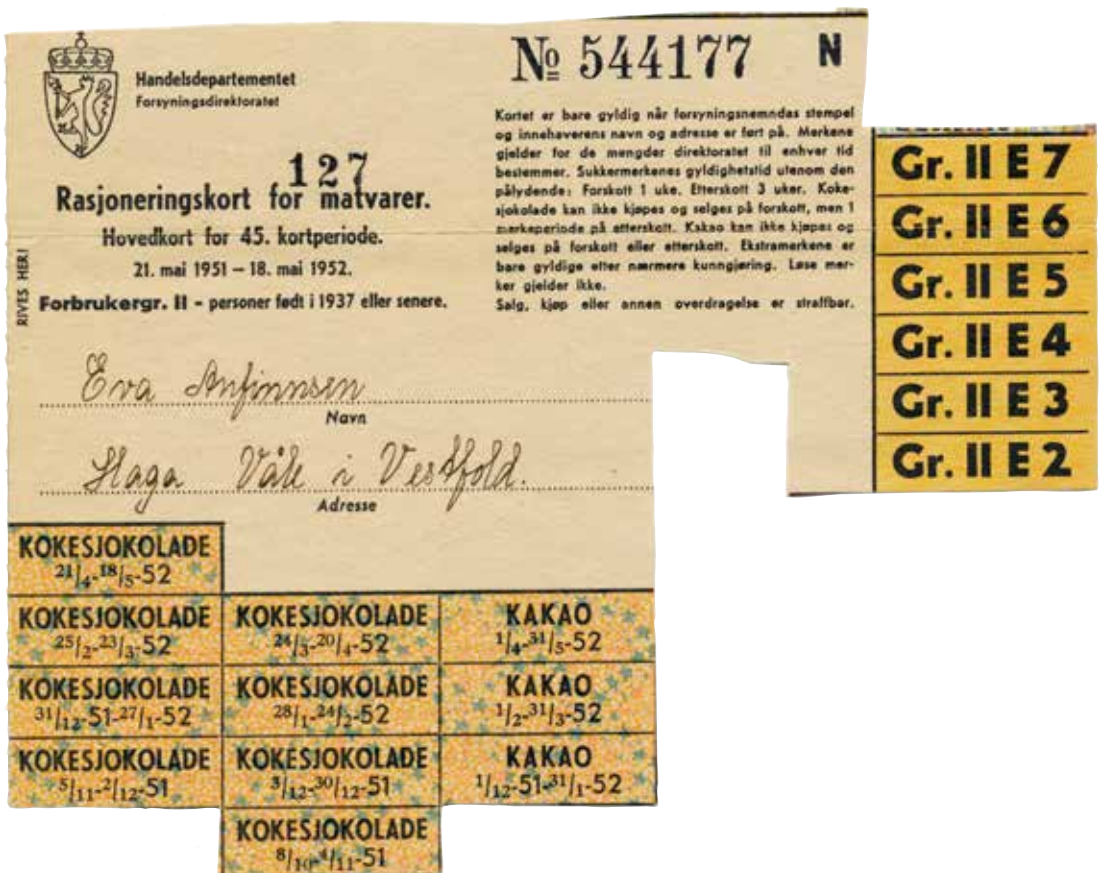 Handelsdepartementet
Forsyningsdirektoratet
127
Rasjoneringskort for matvarer.
Hovedkort for 45. kortperiode.
21. mai 1951 – 18. mai 1952.
Forbrukergr. II – personer født i 1937 eller senere.
RIVES HER!
Nº 544177 N
Kortet er bare gyldig når forsyningsnemndas stempel
og innehaverens navn og adresse er ført på. Merkene
gjelder for de mengder direktoratet til enhver tid
bestemmer. Sukkermerkenes gyldighetstid utenom den
pålydende: Forskott 1 uke. Etterskott 3 uker. Koke-
sjokolade kan ikke kjøpes og selges på forskott, men 1
merkeperiode på etterskott. Kakao kan ikke kjøpes og
selges på forskott eller etterskott. Ekstramerkene er
bare gyldige etter nærmere kunngjøring. Løse mer-
ker gjelder ikke.
Salg, kjøp eller annen overdragelse er straffbar.
Eva Anfinnsen
Navn
Haga Våle i Vestfold.
Adresse
Gr. II E 7
Gr. II E 6
Gr. II E 5
Gr. II E 4
Gr. II E 3
Gr. II E 2
KOKESJOKOLADE
21/4-18/5-52
KOKESJOKOLADE
25/2-23/3-52
KOKESJOKOLADE
24/3-20/4-52
KAKAO
1/4-31/5-52
KOKESJOKOLADE
31/12-51-27/1-52
KOKESJOKOLADE
28/1-24/2-52
KAKAO
1/2-31/3-52
KOKESJOKOLADE
5/11-2/12-51
KOKESJOKOLADE
3/12-30/12-51
KAKAO
1/12-51-31/1-52
KOKESJOKOLADE
8/10-4/11-51